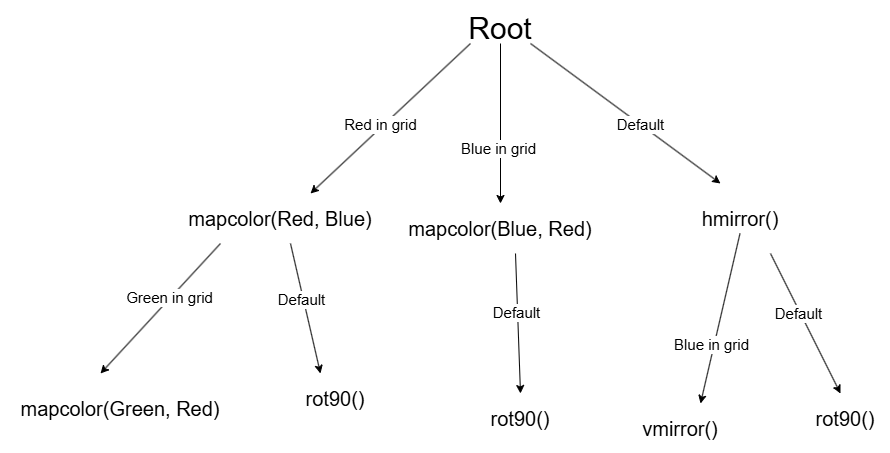 Root
Red in grid
Blue in grid
Default
mapcolor(Red, Blue)
mapcolor(Blue, Red)
hmirror()
Green in grid
Default
Default
Blue in grid
Default
mapcolor(Green, Red)
rot90()
rot90()
vmirror()
rot90()